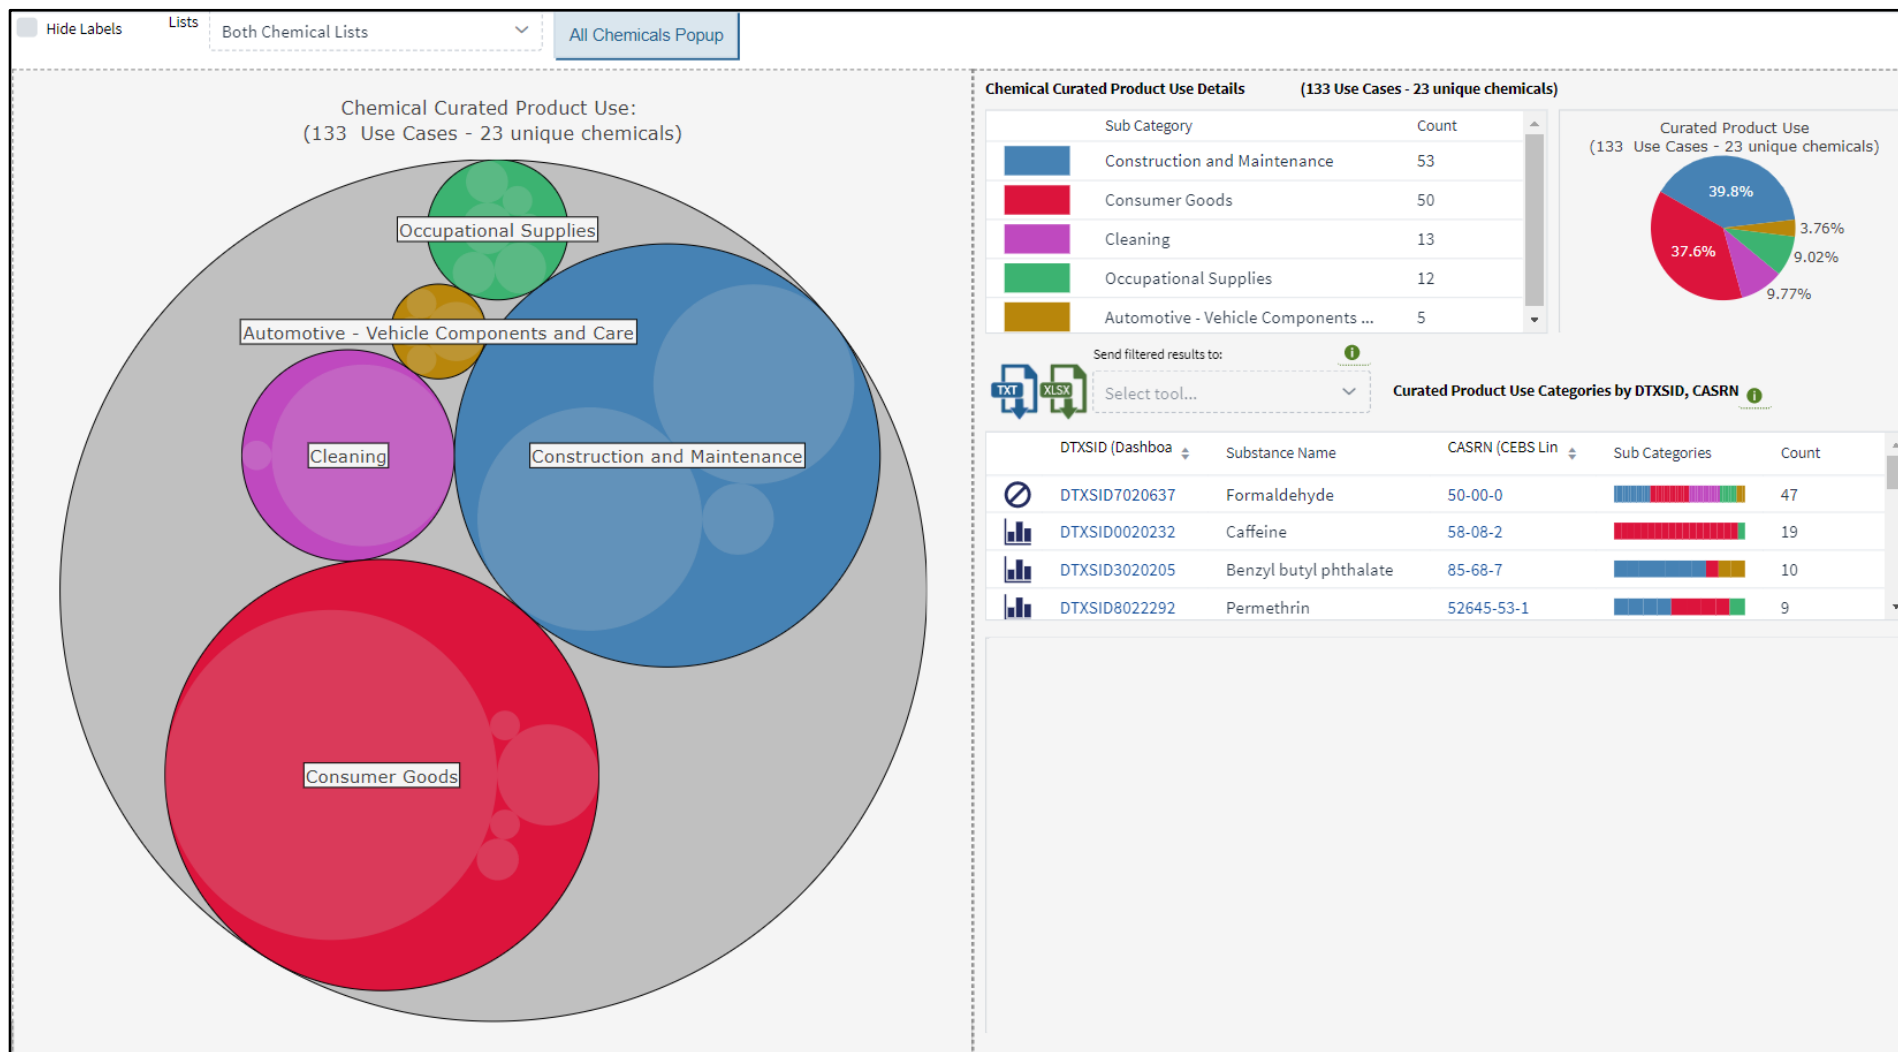 Hide Labels
Lists
Both Chemical Lists
All Chemicals Popup
Chemical Curated Product Use:
(133 Use Cases - 23 unique chemicals)
Occupational Supplies
Automotive - Vehicle Components and Care
Cleaning
Construction and Maintenance
Consumer Goods
Chemical Curated Product Use Details (133 Use Cases - 23 unique chemicals)
Sub Category Count
Construction and Maintenance 53
Consumer Goods 50
Cleaning 13
Occupational Supplies 12
Automotive - Vehicle Components ... 5
Curated Product Use
(133 Use Cases - 23 unique chemicals)
39.8%
3.76%
37.6%
9.02%
9.77%
Send filtered results to:
i
TXT
XLSX
Select tool...
Curated Product Use Categories by DTXSID, CASRN i
DTXSID (Dashboa Substance Name CASRN (CEBS Lin Sub Categories Count
DTXSID7020637 Formaldehyde 50-00-0 47
DTXSID0020232 Caffeine 58-08-2 19
DTXSID3020205 Benzyl butyl phthalate 85-68-7 10
DTXSID8022292 Permethrin 52645-53-1 9